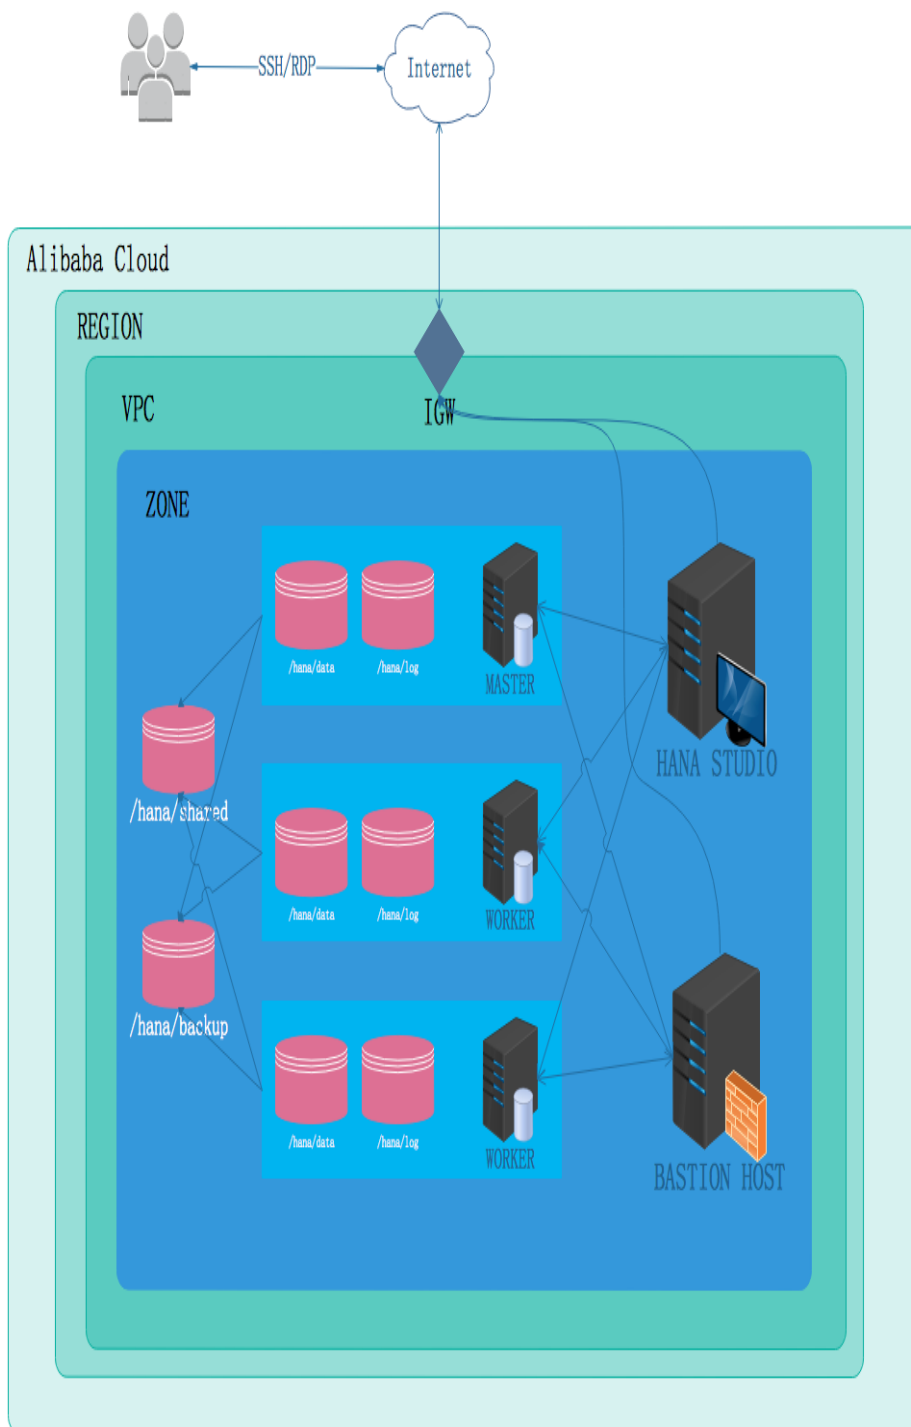 SSH/RDP
Internet
Alibaba Cloud
REGION
VPC
IGW
ZONE
/hana/data
/hana/log
MASTER
/hana/shared
HANA STUDIO
/hana/data
/hana/log
WORKER
/hana/backup
/hana/data
/hana/log
WORKER
BASTION HOST